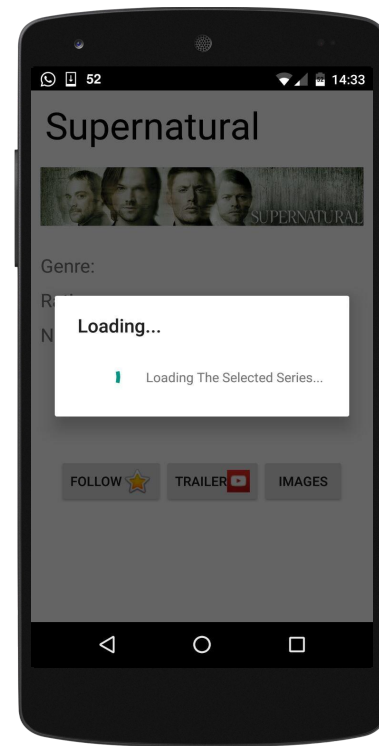 52 14:33
Supernatural
SUPERNATURAL
Genre:
R
N
Loading...
Loading The Selected Series...
FOLLOW TRAILER IMAGES